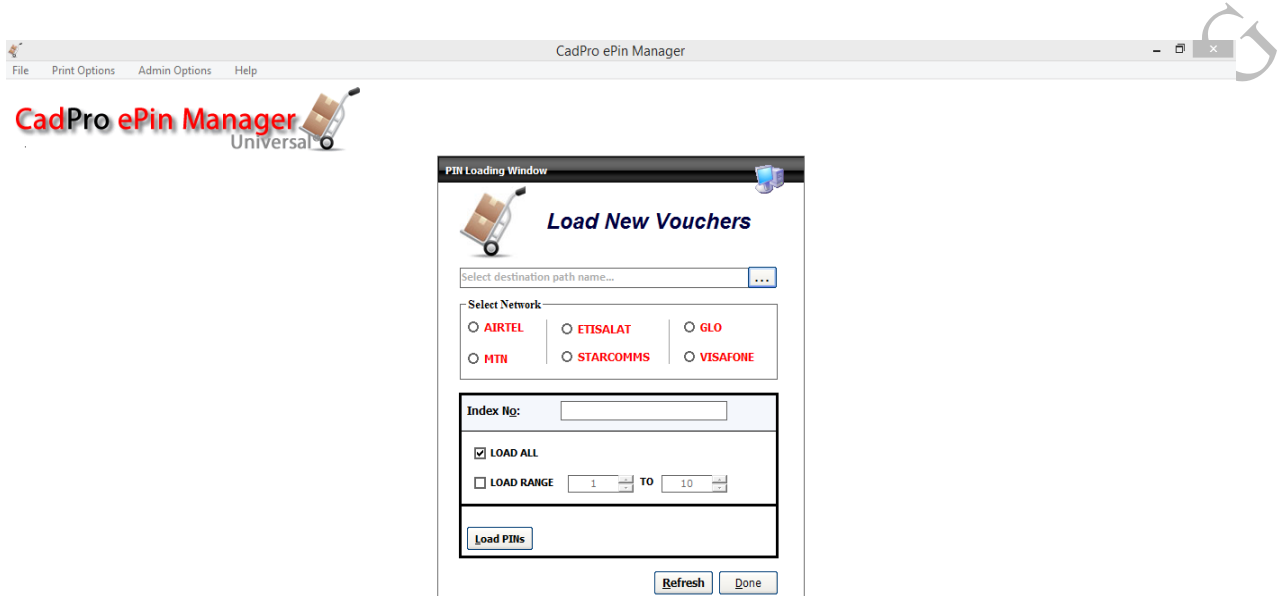 CadPro ePin Manager
File Print Options Admin Options Help
CadPro ePin Manager
Universal
PIN Loading Window
Load New Vouchers
Select destination path name... ...
Select Network
AIRTEL ETISALAT GLO
MTN STARCOMMS VISAFONE
Index No:
LOAD ALL
LOAD RANGE 1 TO 10
Load PINs
Refresh Done